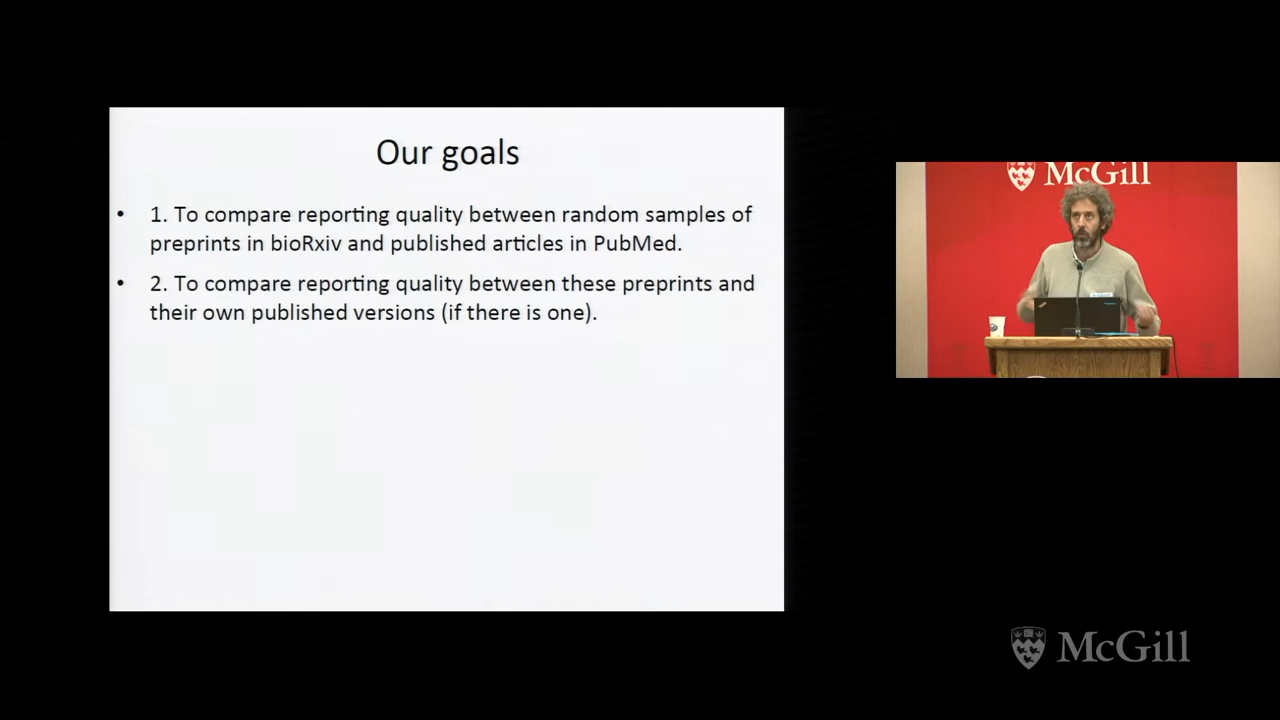 Our goals
• 1. To compare reporting quality between random samples of
preprints in bioRxiv and published articles in PubMed.
• 2. To compare reporting quality between these preprints and
their own published versions (if there is one).
McGill
McGill